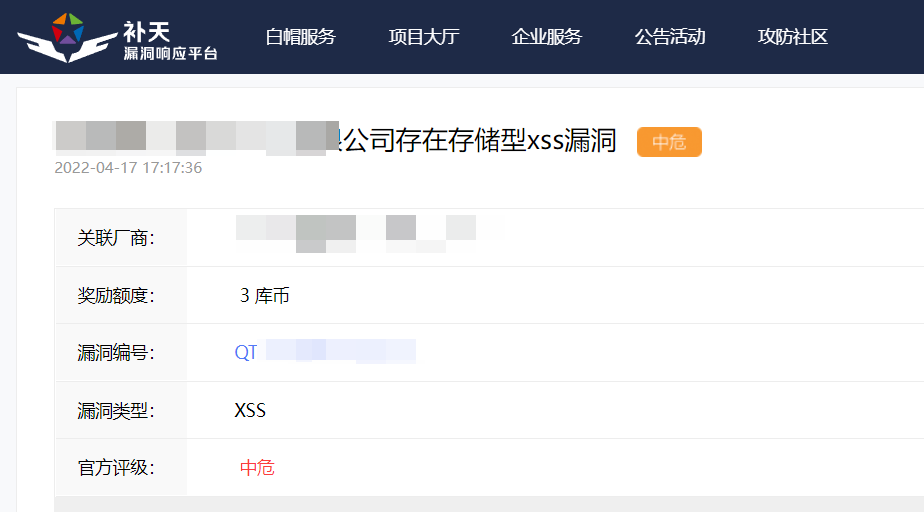 补天
漏洞响应平台
白帽服务 项目大厅 企业服务 公告活动 攻防社区
公司存在存储型xss漏洞 中危
2022-04-17 17:17:36
关联厂商：
奖励额度： 3 库币
漏洞编号： QT
漏洞类型： XSS
官方评级： 中危